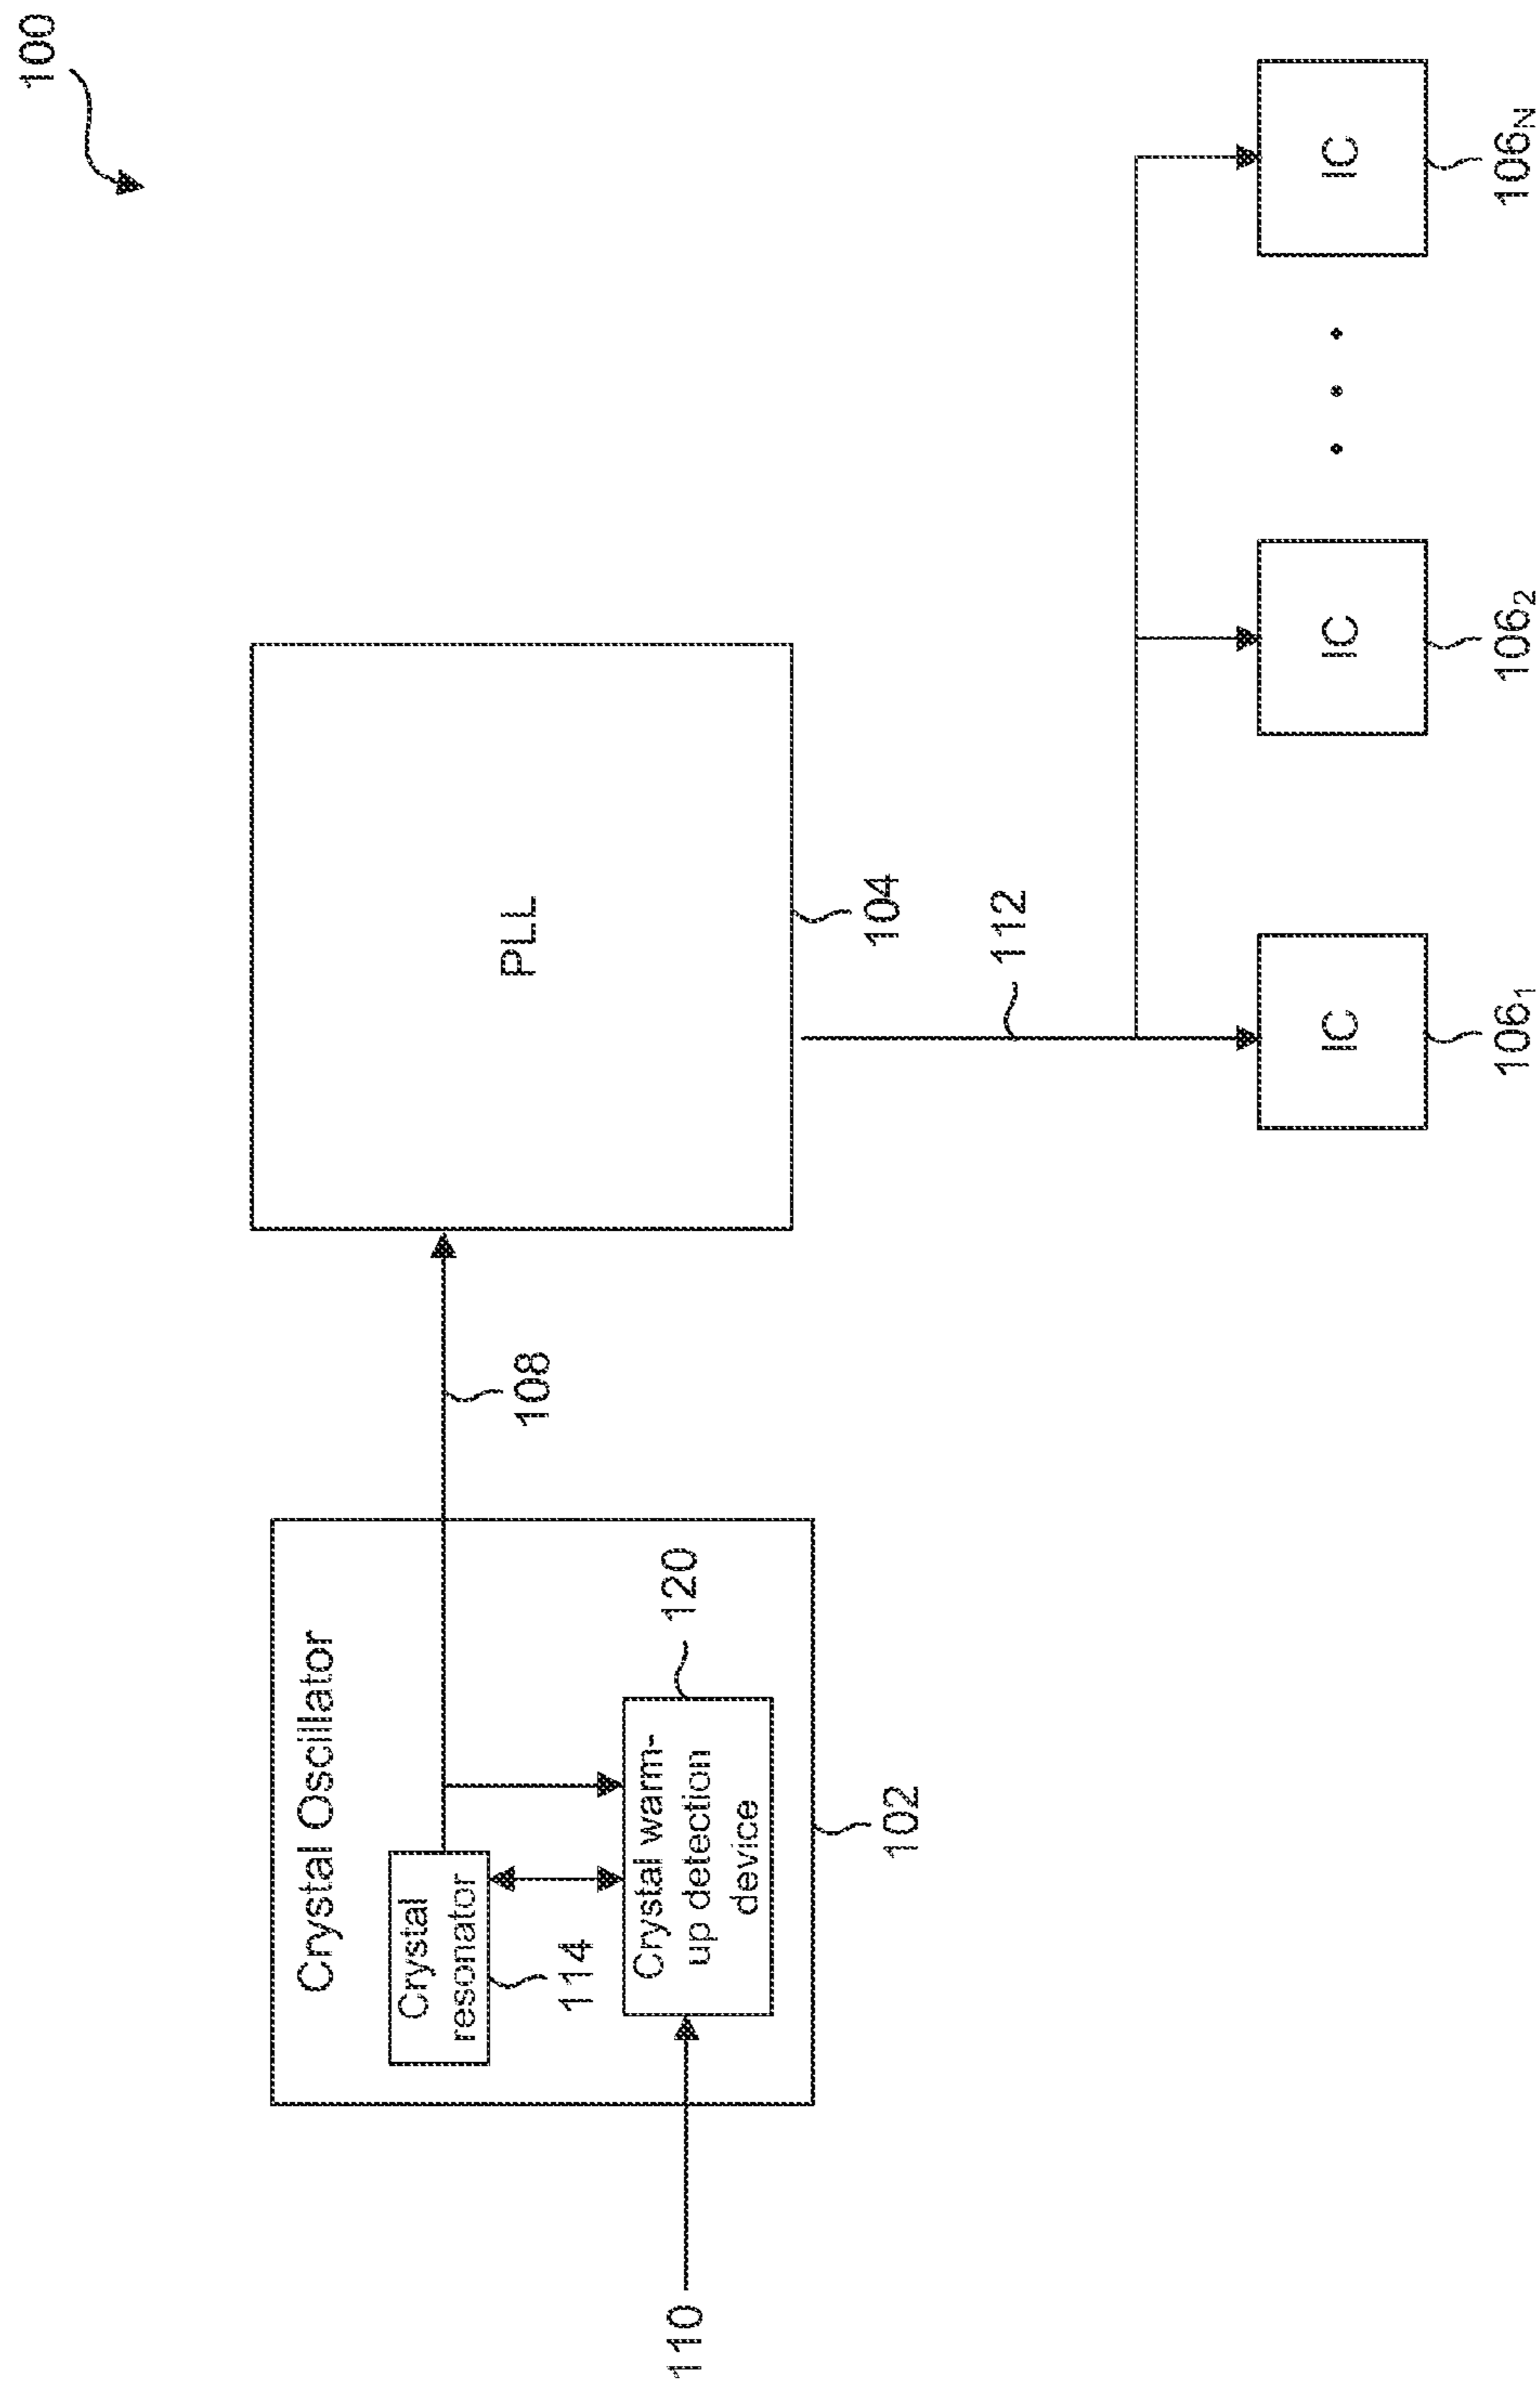 100
Crystal Oscillator
Crystal
resonator
114
Crystal warm-
up detection
device
120
110
102
108
PLL
104
112
IC
IC
IC
106₁
106₂
106N